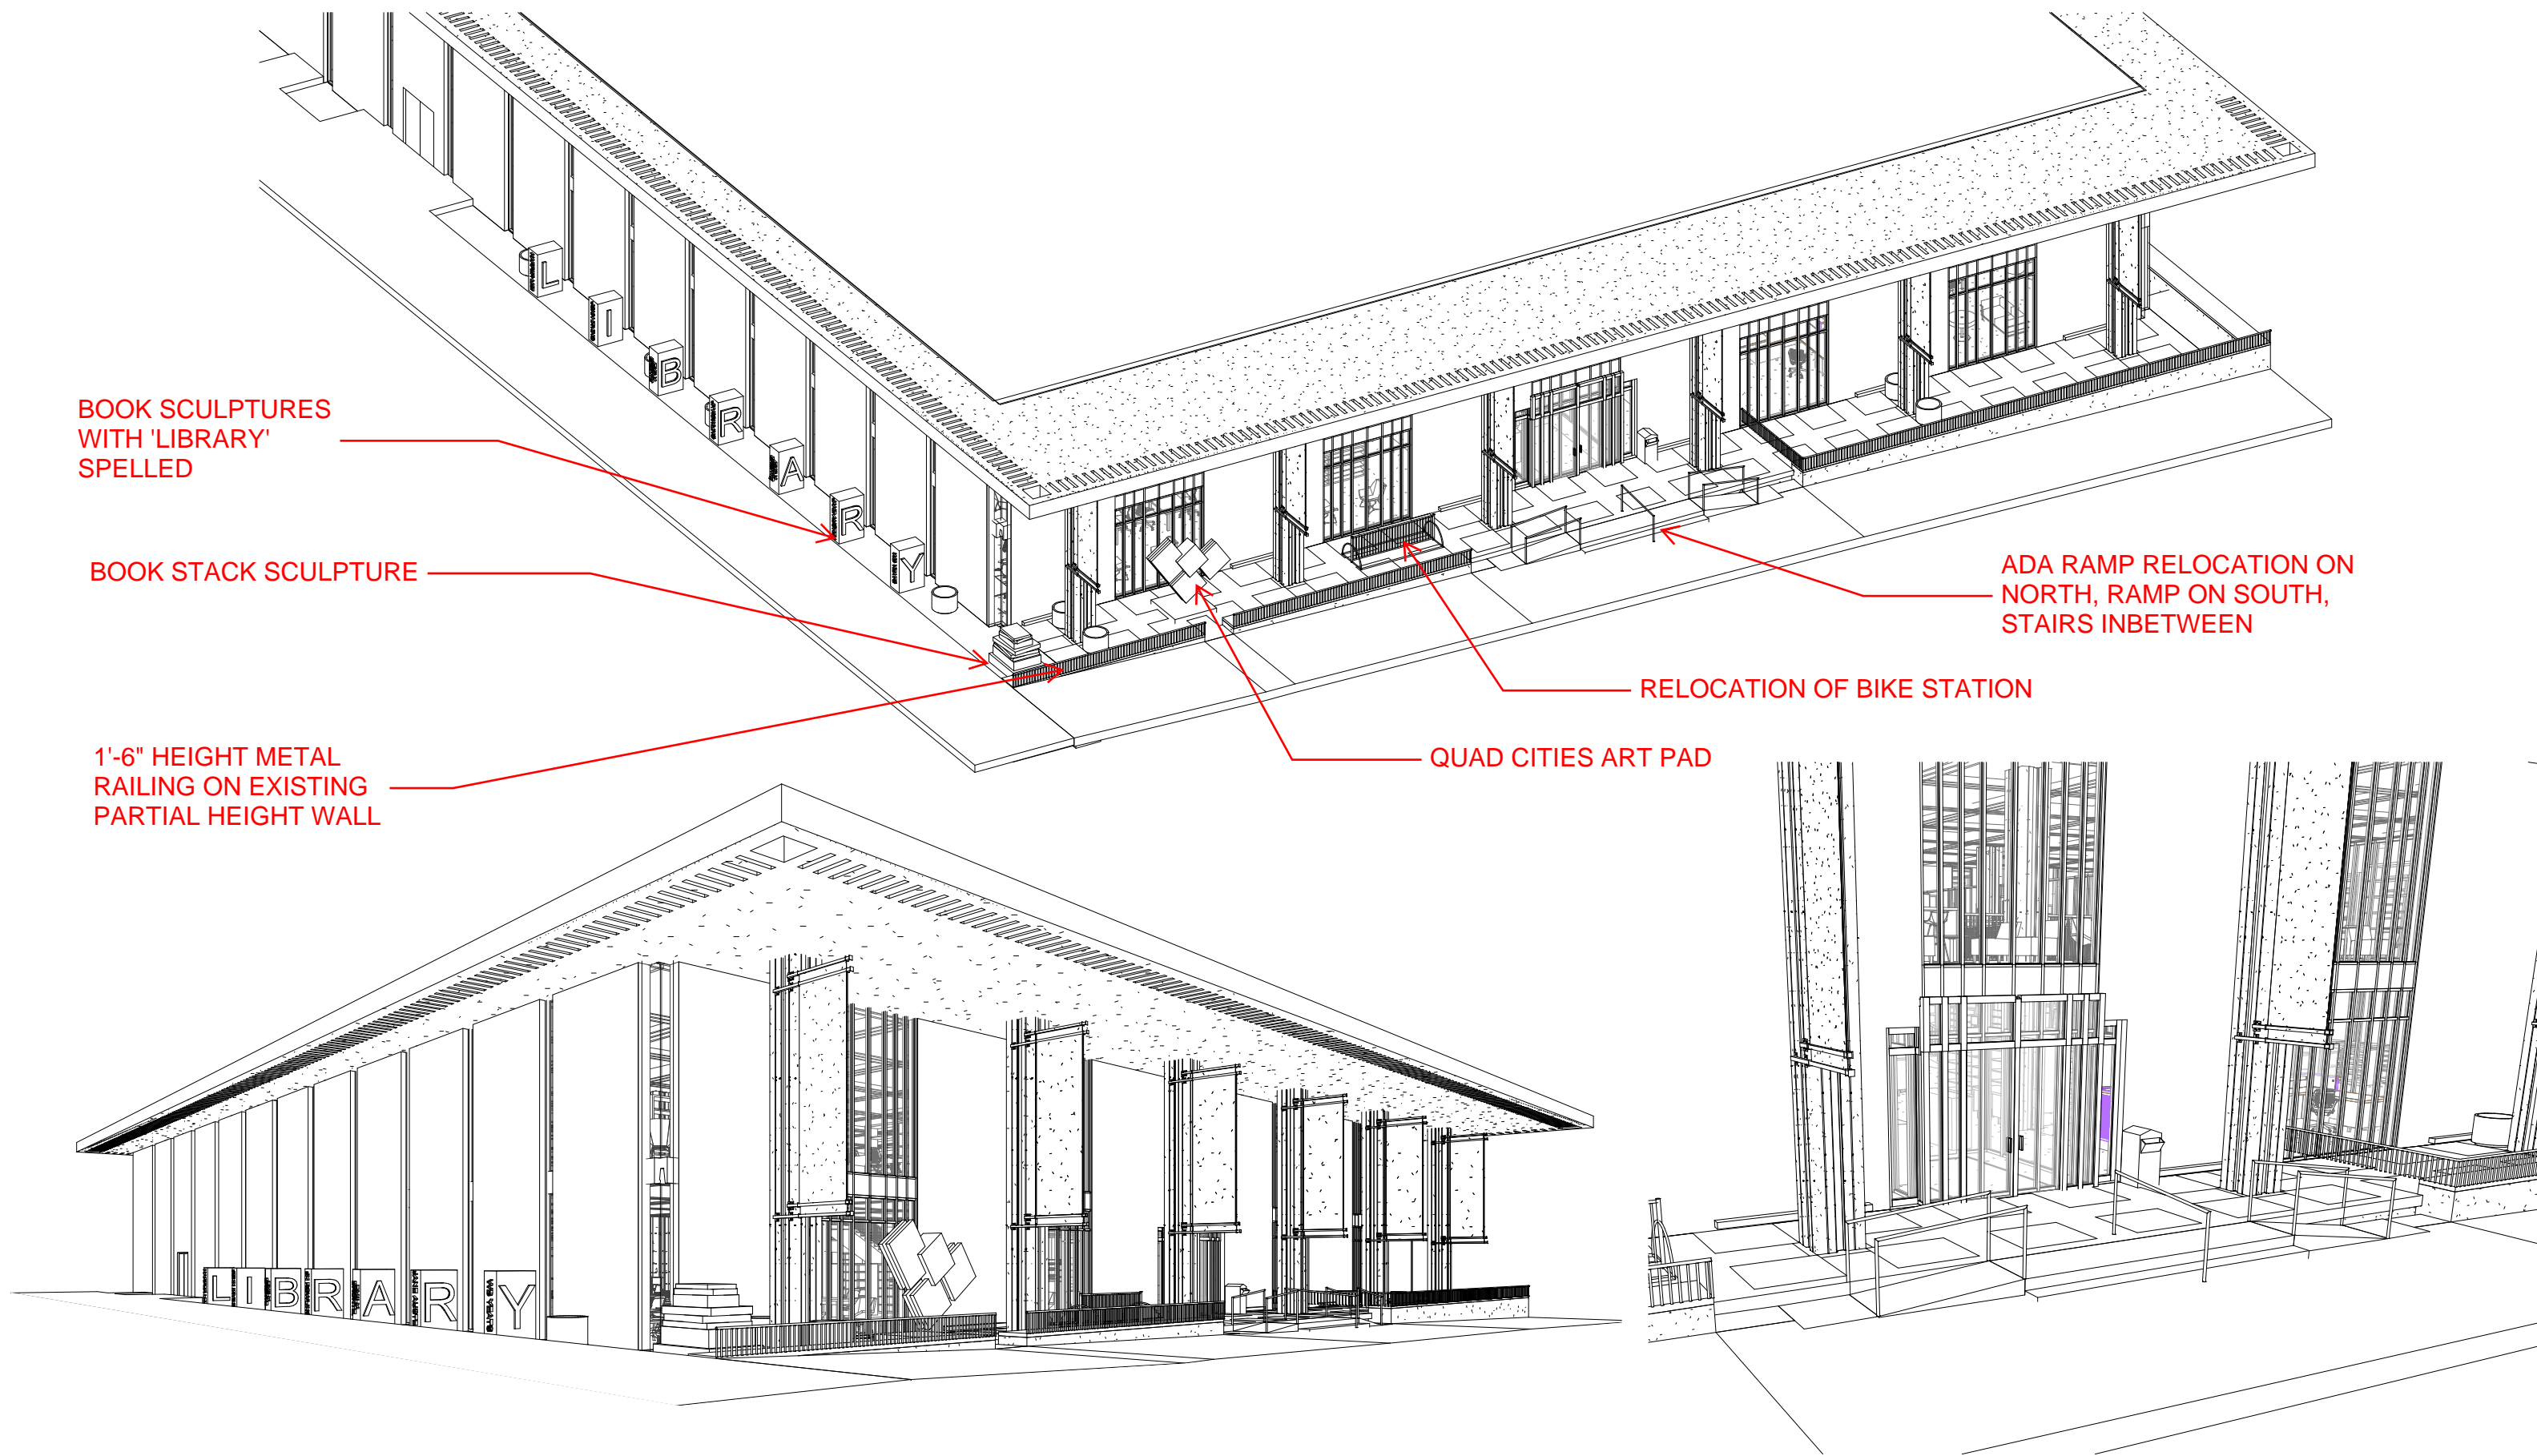 L
I
B
R
A
R
Y
BOOK SCULPTURES
WITH 'LIBRARY'
SPELLED
BOOK STACK SCULPTURE
ADA RAMP RELOCATION ON
NORTH, RAMP ON SOUTH,
STAIRS INBETWEEN
RELOCATION OF BIKE STATION
QUAD CITIES ART PAD
1'-6" HEIGHT METAL
RAILING ON EXISTING
PARTIAL HEIGHT WALL
LIBRARY